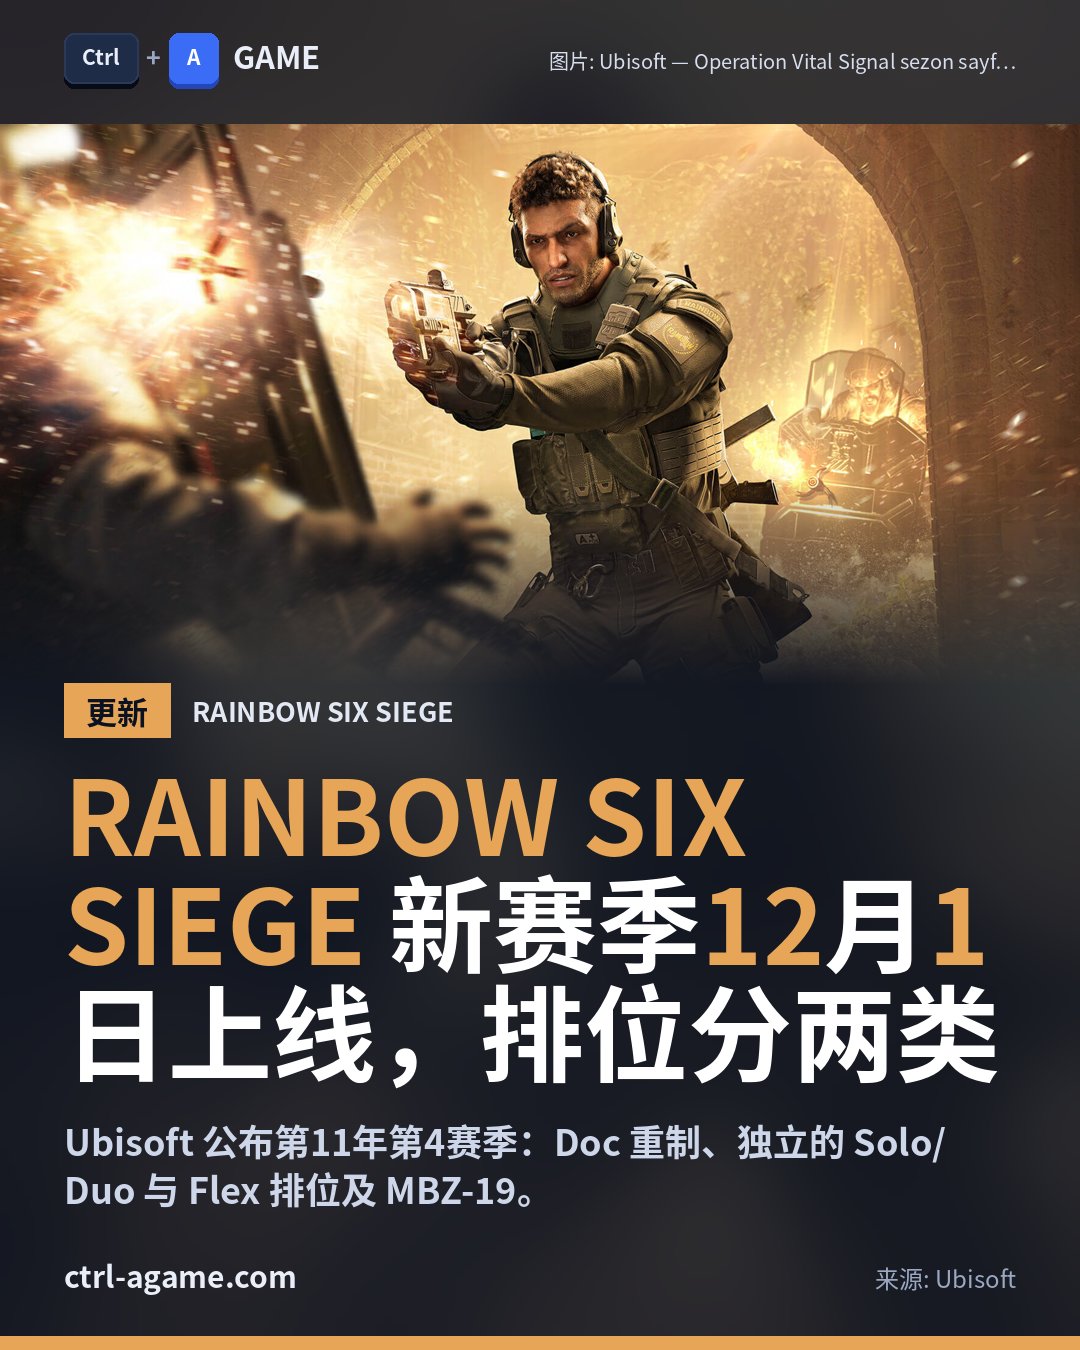 Ctrl + A GAME
图片: Ubisoft — Operation Vital Signal sezon sayf…
更新 RAINBOW SIX SIEGE
RAINBOW SIX
SIEGE 新赛季12月1
日上线，排位分两类
Ubisoft 公布第11年第4赛季：Doc 重制、独立的 Solo/
Duo 与 Flex 排位及 MBZ-19。
ctrl-agame.com
来源: Ubisoft